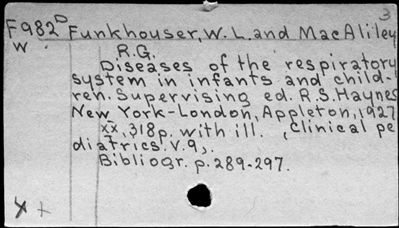 3
F982D Funkhouser, W. L. and MacAliley
W R.G.
Diseases of the respiratory
system in infants and child-
ren. Supervising ed. R.S. Haynes
New York-London, Appleton, 1927
xx, 318p. with ill. (Clinical pe
diatrics. V.9).
Bibliogr. p. 289-297.